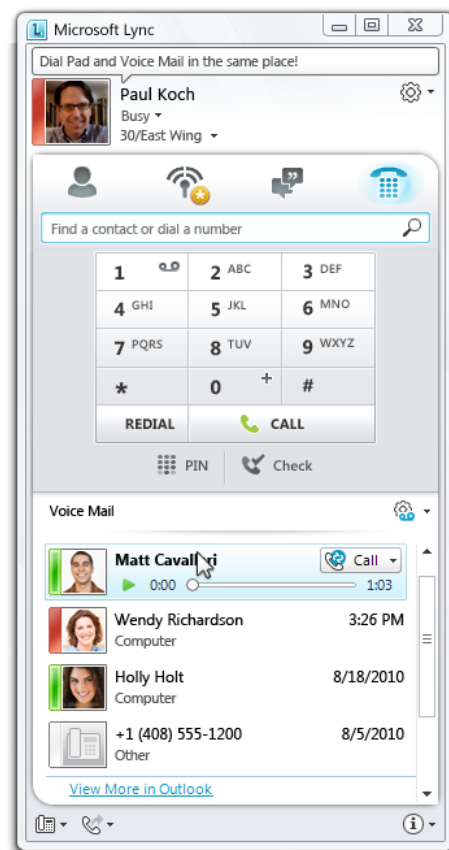 Microsoft Lync
Dial Pad and Voice Mail in the same place!
Paul Koch
Busy
30/East Wing
Find a contact or dial a number
1 2 ABC 3 DEF
4 GHI 5 JKL 6 MNO
7 PQRS 8 TUV 9 WXYZ
* 0 + #
REDIAL CALL
PIN Check
Voice Mail
Matt Cavallari Call
0:00 1:03
Wendy Richardson 3:26 PM
Computer
Holly Holt 8/18/2010
Computer
+1 (408) 555-1200 8/5/2010
Other
View More in Outlook